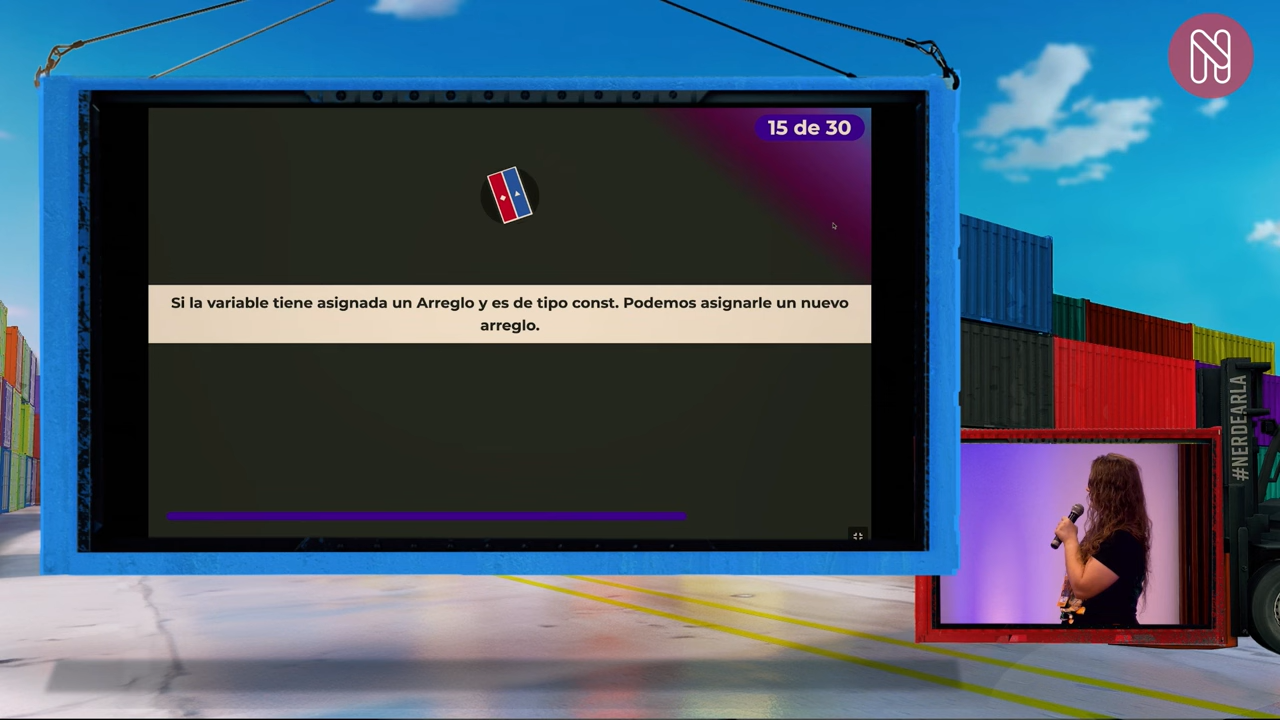 15 de 30
Si la variable tiene asignada un Arreglo y es de tipo const. Podemos asignarle un nuevo
arreglo.
#NERDEARLA